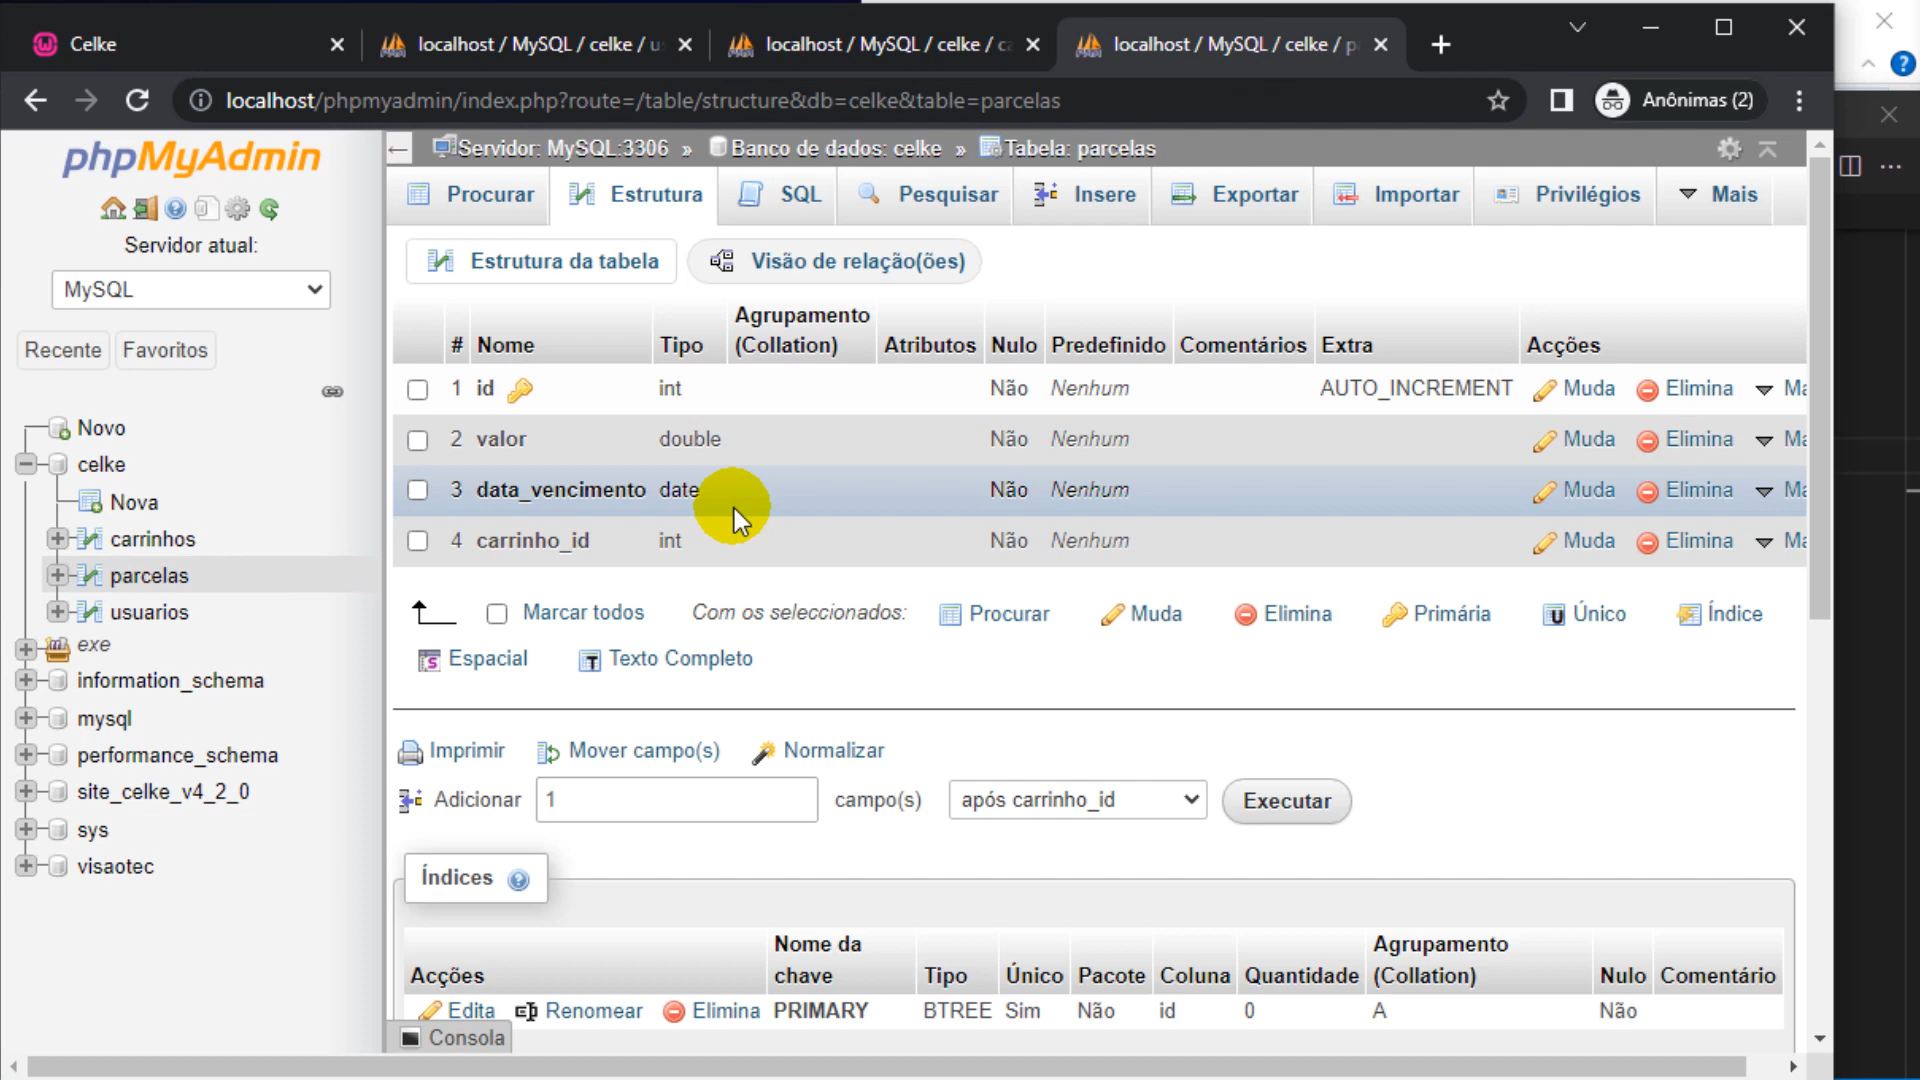 Celke
localhost / MySQL / celke / u
localhost / MySQL / celke / ca
localhost / MySQL / celke / p
localhost/phpmyadmin/index.php?route=/table/structure&db=celke&table=parcelas
Anônimas (2)
phpMyAdmin
Servidor atual:
MySQL
Recente
Favoritos
Novo
celke
Nova
carrinhos
parcelas
usuarios
exe
information_schema
mysql
performance_schema
site_celke_v4_2_0
sys
visaotec
Servidor: MySQL:3306 » Banco de dados: celke » Tabela: parcelas
Procurar Estrutura SQL Pesquisar Insere Exportar Importar Privilégios Mais
Estrutura da tabela Visão de relação(ões)
# Nome Tipo Agrupamento (Collation) Atributos Nulo Predefinido Comentários Extra Acções
1 id int Não Nenhum AUTO_INCREMENT Muda Elimina Ma
2 valor double Não Nenhum Muda Elimina Ma
3 data_vencimento date Não Nenhum Muda Elimina Ma
4 carrinho_id int Não Nenhum Muda Elimina Ma
Marcar todos Com os seleccionados: Procurar Muda Elimina Primária Único Índice
Espacial Texto Completo
Imprimir Mover campo(s) Normalizar
Adicionar 1 campo(s) após carrinho_id Executar
Índices
Acções Nome da chave Tipo Único Pacote Coluna Quantidade Agrupamento (Collation) Nulo Comentário
Edita Renomear Elimina PRIMARY BTREE Sim Não id 0 A Não
Consola